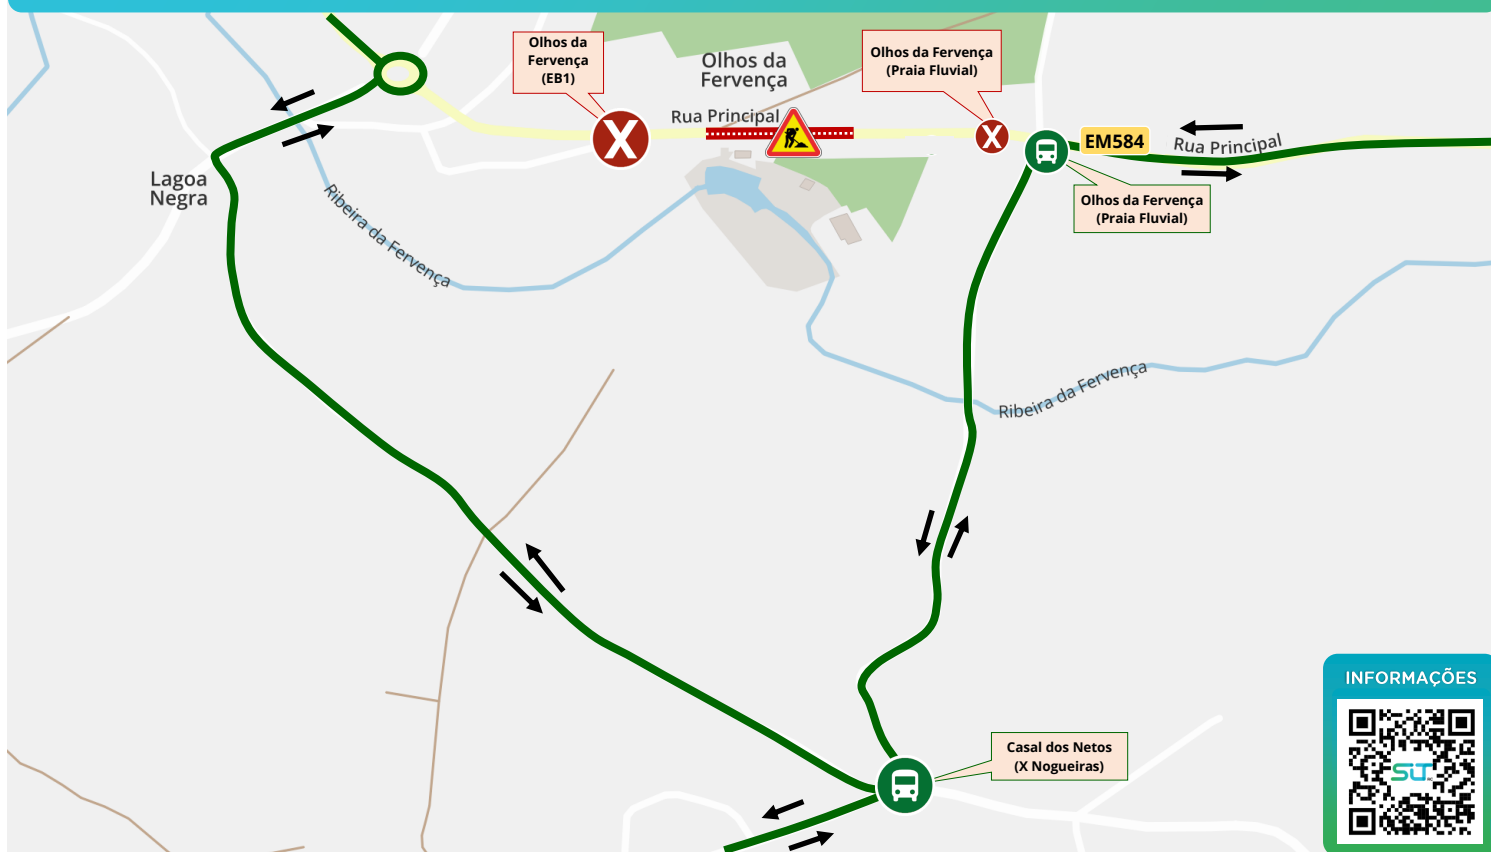 Olhos da
Fervença
(EB1)
Olhos da
Fervença
Olhos da Fervença
(Praia Fluvial)
Rua Principal
X
X
EM584
Rua Principal
Lagoa
Negra
Olhos da Fervença
(Praia Fluvial)
Ribeira da Fervença
Ribeira da Fervença
INFORMAÇÕES
Casal dos Netos
(X Nogueiras)
SiT